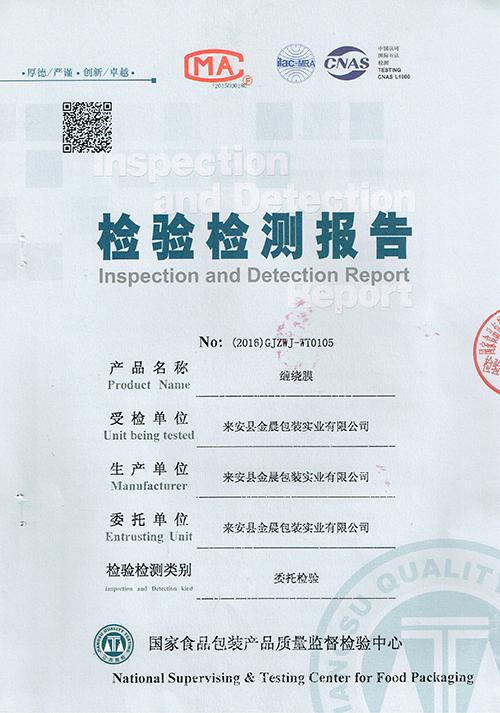 ·厚德/严谨·创新/卓越·
CMA
F
ilac-MRA
CNAS
中国认可
国际互认
检测
TESTING
CNAS L1000
Inspection
and Detection
Report
检验检测报告
Inspection and Detection Report
No: (2016)GJZWJ-WT0105
产品名称 缠绕膜
Product Name
受检单位 来安县金晨包装实业有限公司
Unit being tested
生产单位 来安县金晨包装实业有限公司
Manufacturer
委托单位 来安县金晨包装实业有限公司
Entrusting Unit
检验检测类别 委托检验
Inspection and Detection kind
国家食品包装产品质量监督检验中心
National Supervising & Testing Center for Food Packaging